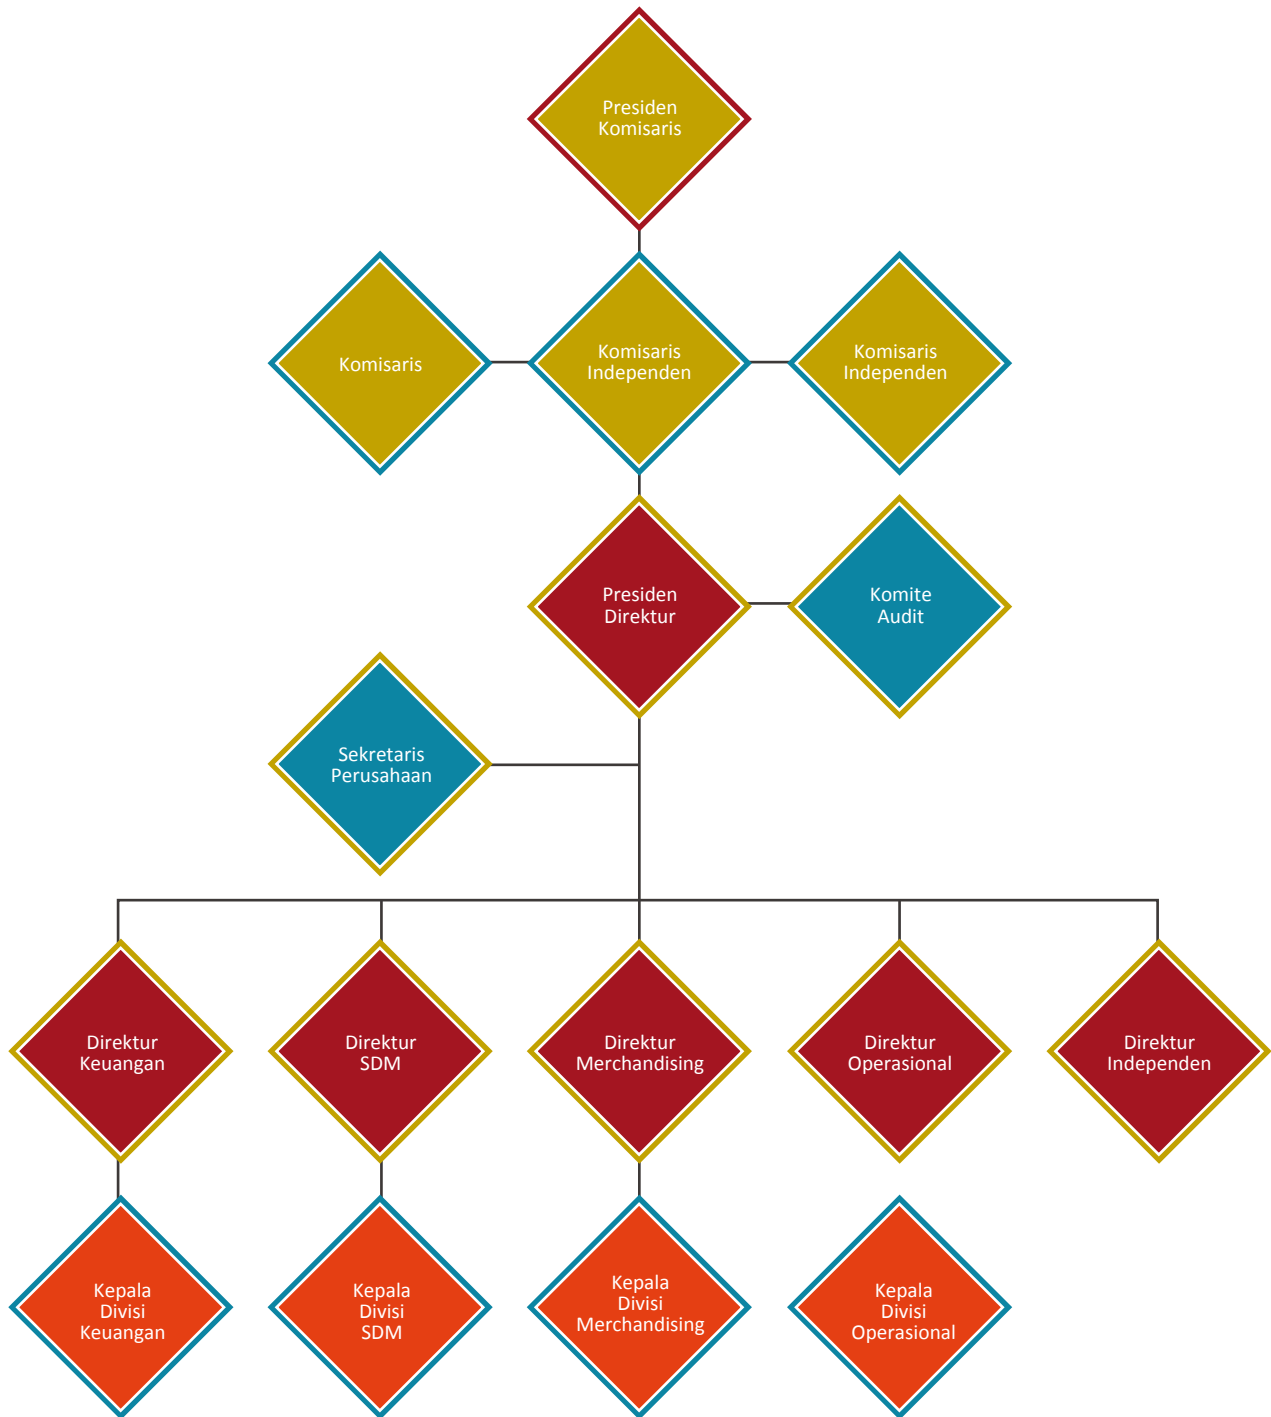 Presiden
Komisaris
Komisaris
Komisaris
Independen
Komisaris
Independen
Presiden
Direktur
Komite
Audit
Sekretaris
Perusahaan
Direktur
Keuangan
Direktur
SDM
Direktur
Merchandising
Direktur
Operasional
Direktur
Independen
Kepala
Divisi
Keuangan
Kepala
Divisi
SDM
Kepala
Divisi
Merchandising
Kepala
Divisi
Operasional